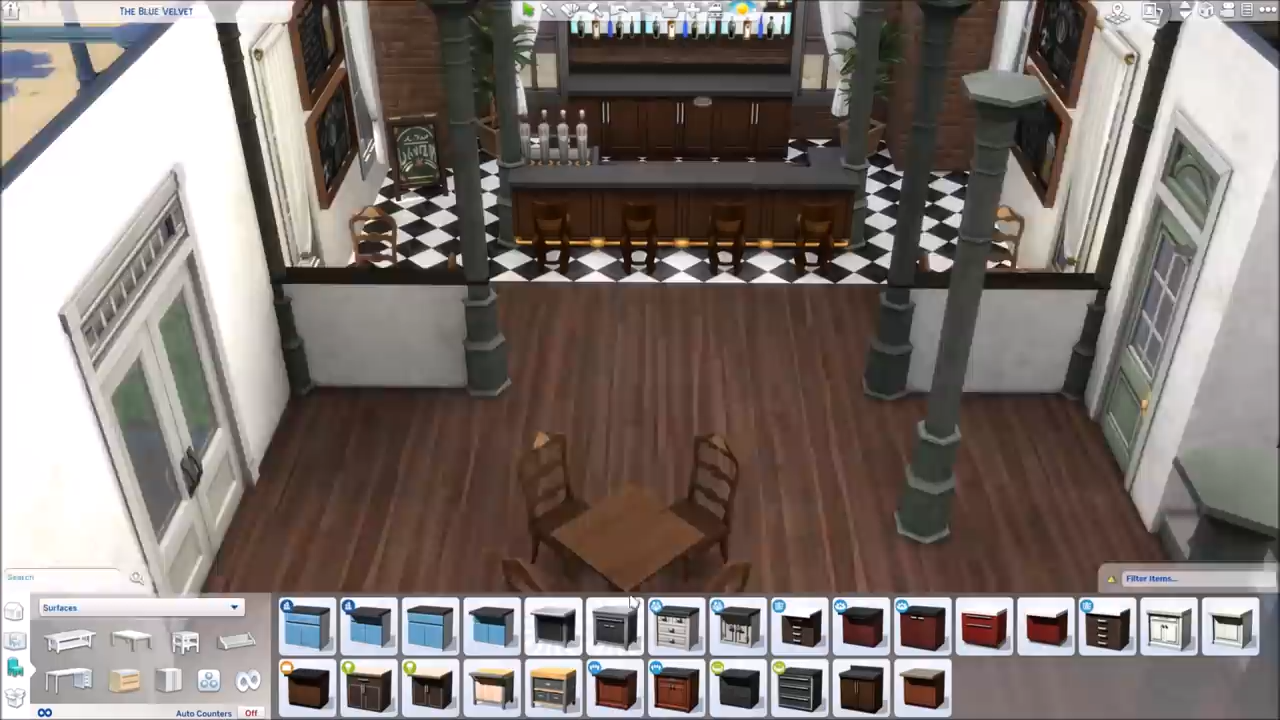 THE BLUE VELVET
Search
Filter Items...
Surfaces
Auto Counters Off